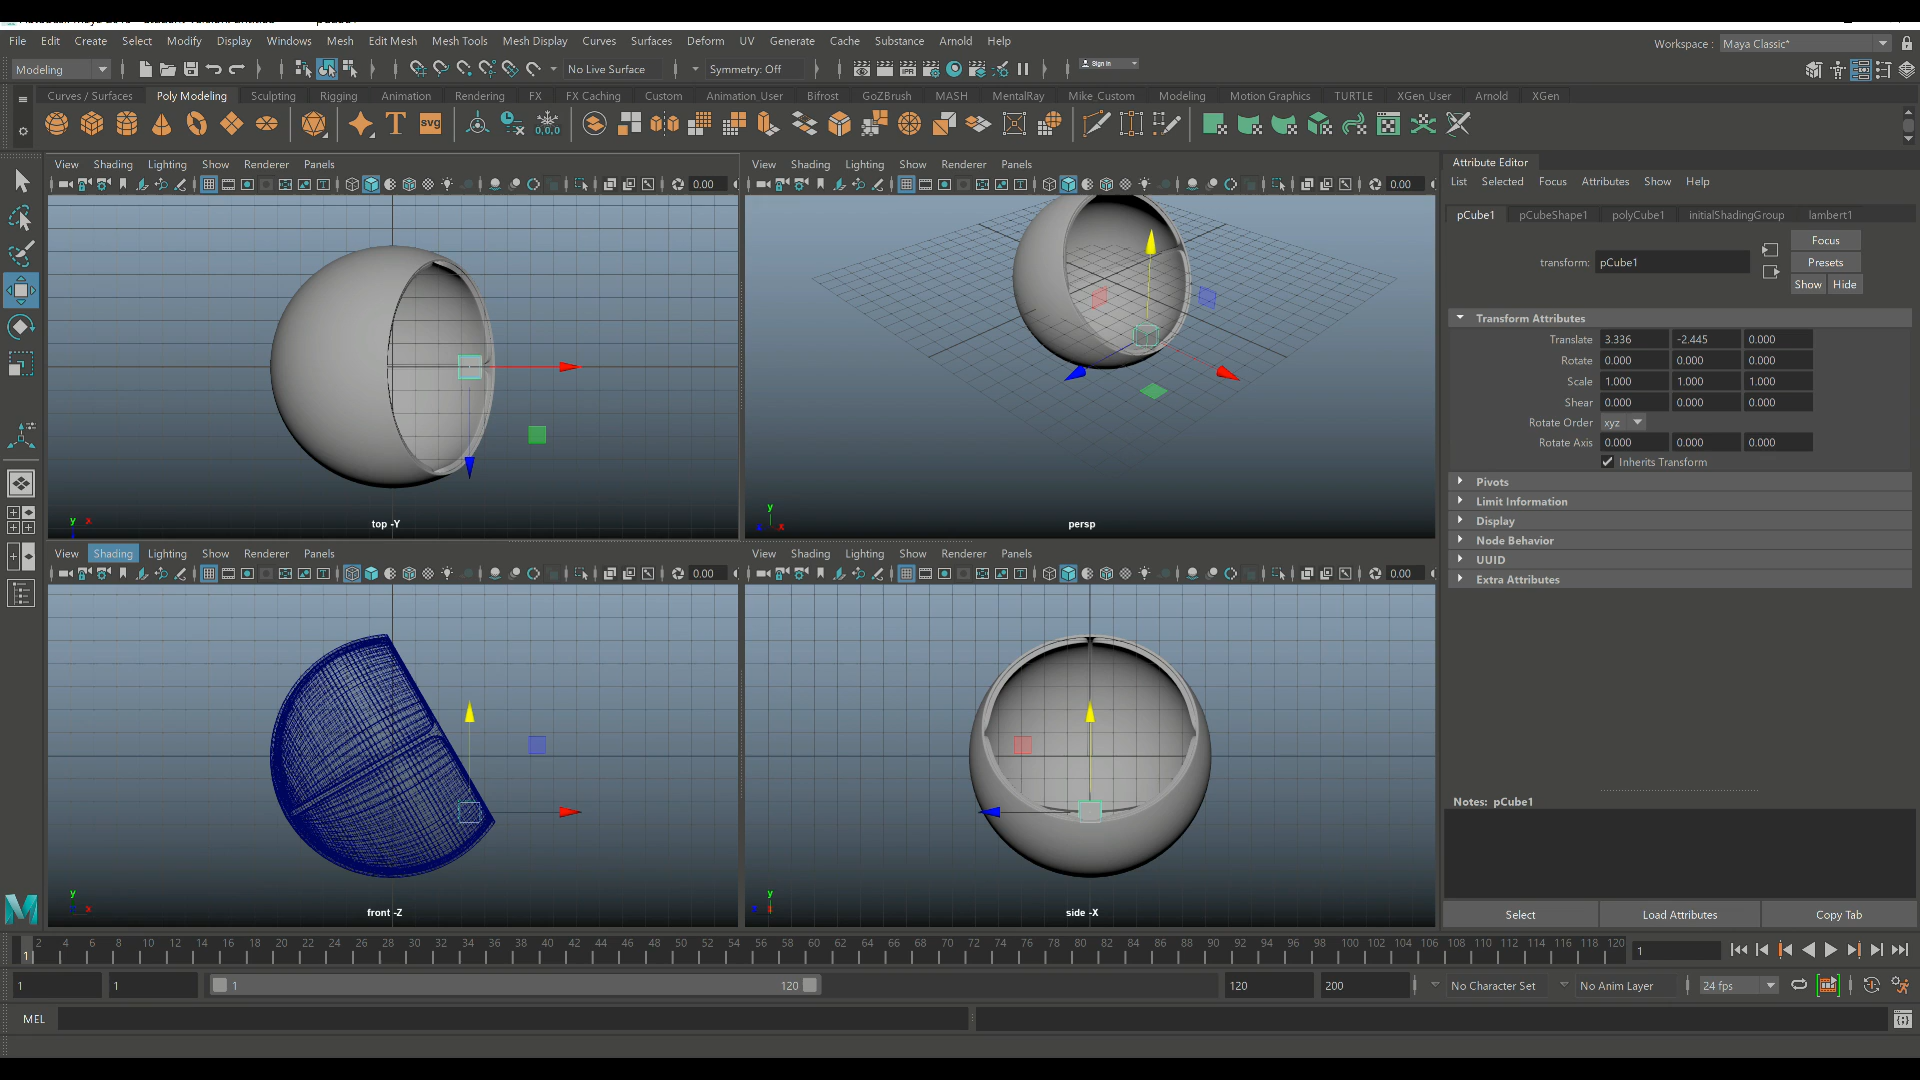 File Edit Create Select Modify Display Windows Mesh Edit Mesh Mesh Tools Mesh Display Curves Surfaces Deform UV Generate Cache Substance Arnold Help
Workspace : Maya Classic*
Modeling No Live Surface Symmetry: Off Sign in
Curves / Surfaces Poly Modeling Sculpting Rigging Animation Rendering FX FX Caching Custom Animation_User Bifrost GoZBrush MASH MentalRay Mike_Custom Modeling Motion Graphics TURTLE XGen_User Arnold XGen
T SVG 0,0,0
View Shading Lighting Show Renderer Panels
0.00
top -Y
View Shading Lighting Show Renderer Panels
0.00
persp
View Shading Lighting Show Renderer Panels
0.00
front -Z
View Shading Lighting Show Renderer Panels
0.00
side -X
Attribute Editor
List Selected Focus Attributes Show Help
pCube1 pCubeShape1 polyCube1 initialShadingGroup lambert1
transform: pCube1
Focus
Presets
Show Hide
Transform Attributes
Translate 3.336 -2.445 0.000
Rotate 0.000 0.000 0.000
Scale 1.000 1.000 1.000
Shear 0.000 0.000 0.000
Rotate Order xyz
Rotate Axis 0.000 0.000 0.000
Inherits Transform
Pivots
Limit Information
Display
Node Behavior
UUID
Extra Attributes
Notes: pCube1
Select Load Attributes Copy Tab
2 4 6 8 10 12 14 16 18 20 22 24 26 28 30 32 34 36 38 40 42 44 46 48 50 52 54 56 58 60 62 64 66 68 70 72 74 76 78 80 82 84 86 88 90 92 94 96 98 100 102 104 106 108 110 112 114 116 118 120
1 1
1 1 1 120 120 200 No Character Set No Anim Layer 24 fps
MEL